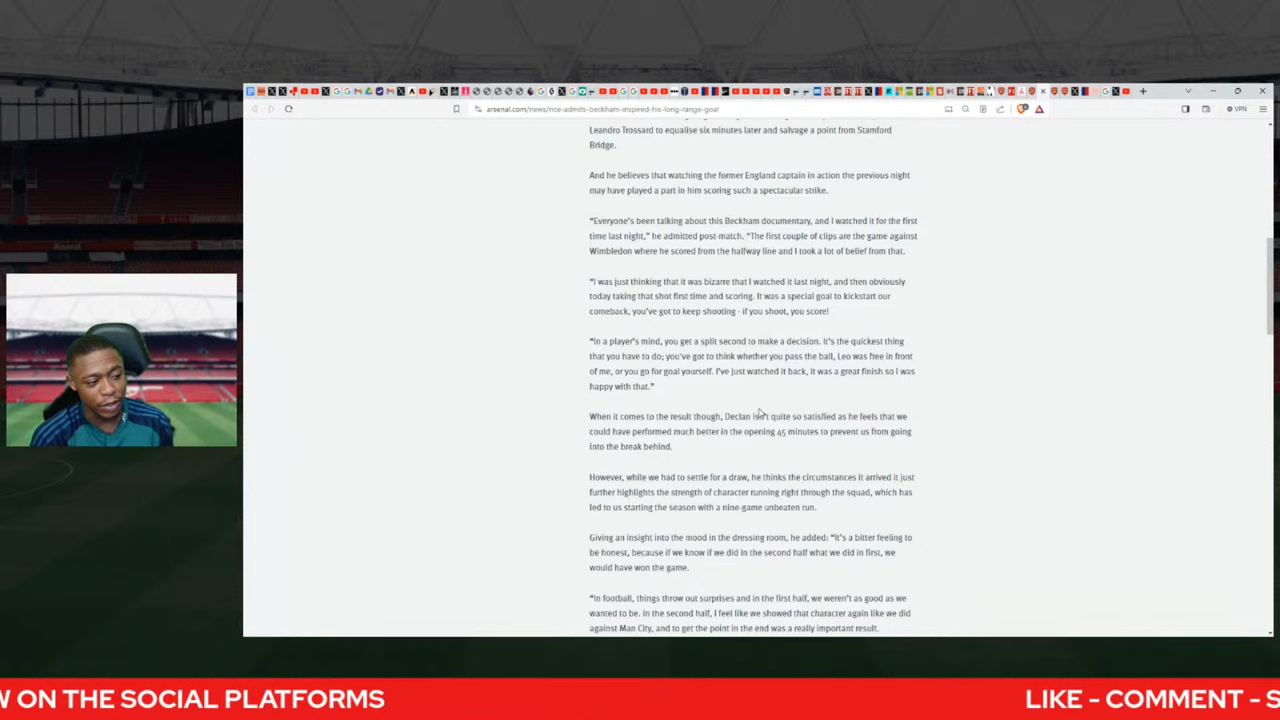 arsenal.com/news/rice-admits-beckham-inspired-his-long-range-goal
VPN
Leandro Trossard to equalise six minutes later and salvage a point from Stamford
Bridge.
And he believes that watching the former England captain in action the previous night
may have played a part in him scoring such a spectacular strike.
“Everyone's been talking about this Beckham documentary, and I watched it for the first
time last night,” he admitted post-match. “The first couple of clips are the game against
Wimbledon where he scored from the halfway line and I took a lot of belief from that.
“I was just thinking that it was bizarre that I watched it last night, and then obviously
today taking that shot first time and scoring. It was a special goal to kickstart our
comeback, you've got to keep shooting - if you shoot, you score!
“In a player's mind, you get a split second to make a decision. It's the quickest thing
that you have to do; you've got to think whether you pass the ball, Leo was free in front
of me, or you go for goal yourself. I've just watched it back, it was a great finish so I was
happy with that.”
When it comes to the result though, Declan isn't quite so satisfied as he feels that we
could have performed much better in the opening 45 minutes to prevent us from going
into the break behind.
However, while we had to settle for a draw, he thinks the circumstances it arrived it just
further highlights the strength of character running right through the squad, which has
led to us starting the season with a nine-game unbeaten run.
Giving an insight into the mood in the dressing room, he added: “It's a bitter feeling to
be honest, because if we know if we did in the second half what we did in first, we
would have won the game.
“In football, things throw out surprises and in the first half, we weren't as good as we
wanted to be. In the second half, I feel like we showed that character again like we did
against Man City, and to get the point in the end was a really important result.
W ON THE SOCIAL PLATFORMS
LIKE - COMMENT - S